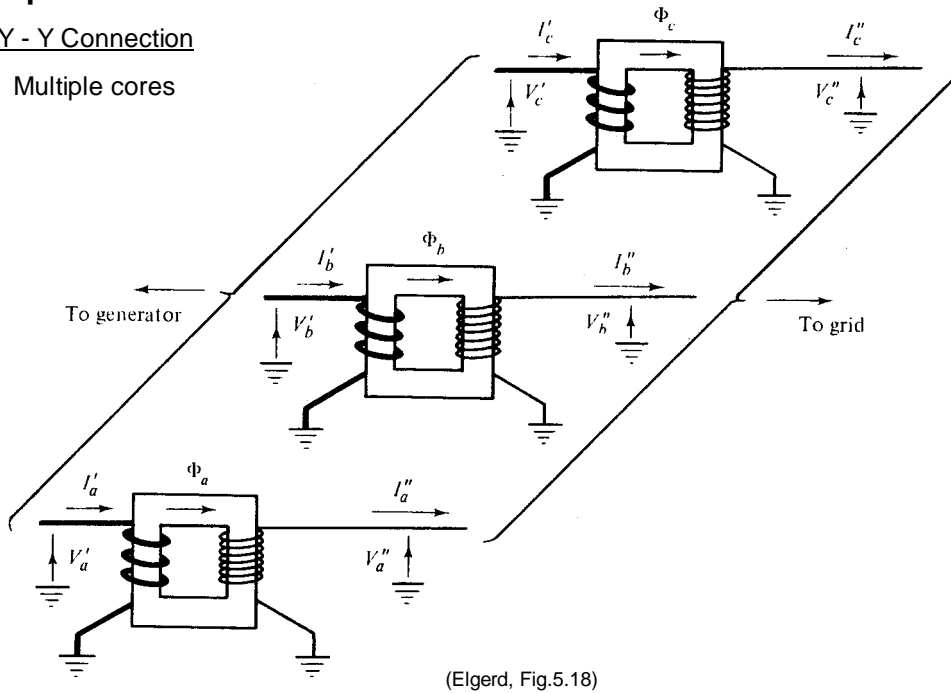 Y - Y Connection
Multiple cores
I'c Φc I''c
V'c V''c
I'b Φb I''b
To generator V'b V''b To grid
I'a Φa I''a
V'a V''a
(Elgerd, Fig.5.18)